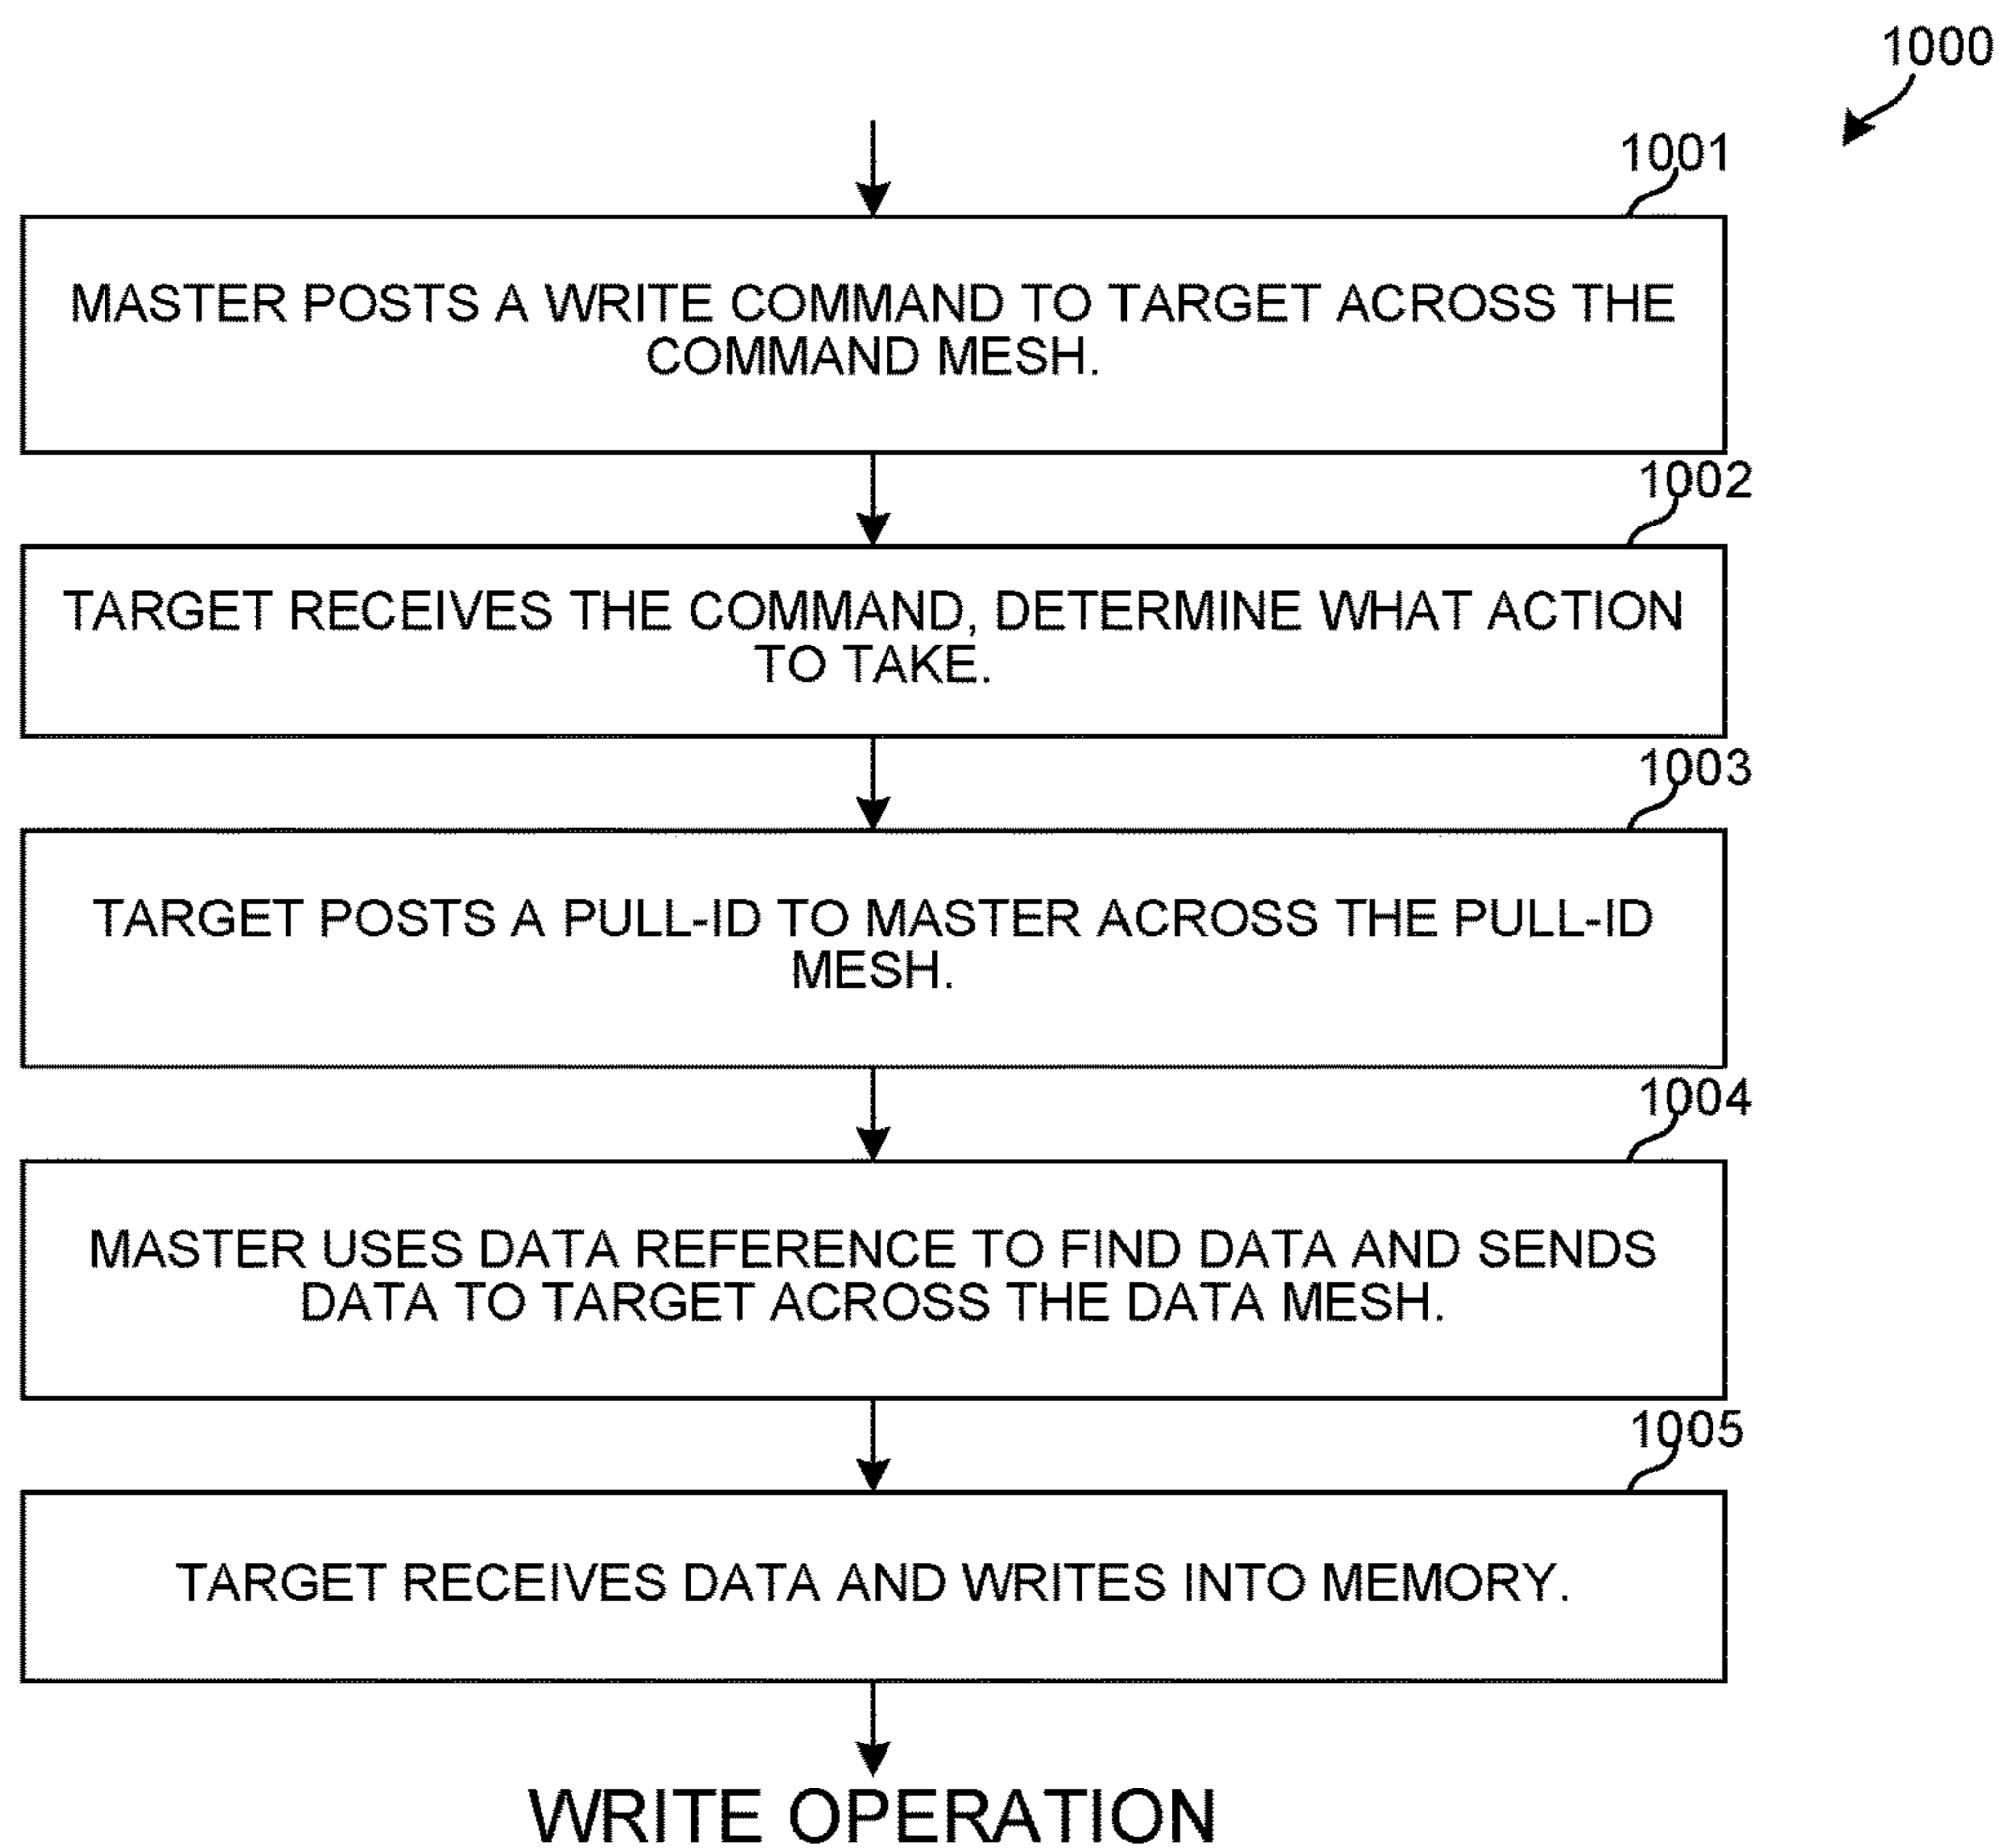 1000
1001
MASTER POSTS A WRITE COMMAND TO TARGET ACROSS THE
COMMAND MESH.
1002
TARGET RECEIVES THE COMMAND, DETERMINE WHAT ACTION
TO TAKE.
1003
TARGET POSTS A PULL-ID TO MASTER ACROSS THE PULL-ID
MESH.
1004
MASTER USES DATA REFERENCE TO FIND DATA AND SENDS
DATA TO TARGET ACROSS THE DATA MESH.
1005
TARGET RECEIVES DATA AND WRITES INTO MEMORY.
WRITE OPERATION